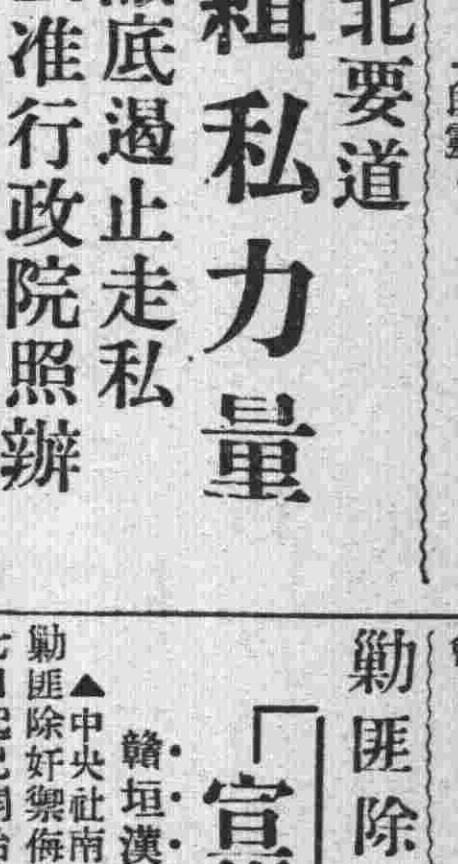 北要道
緝私力量
底遏止走私
准行政院照辦
勦匪除
「宣
贛垣漢
▲中央社南
勦匪除奸禦侮